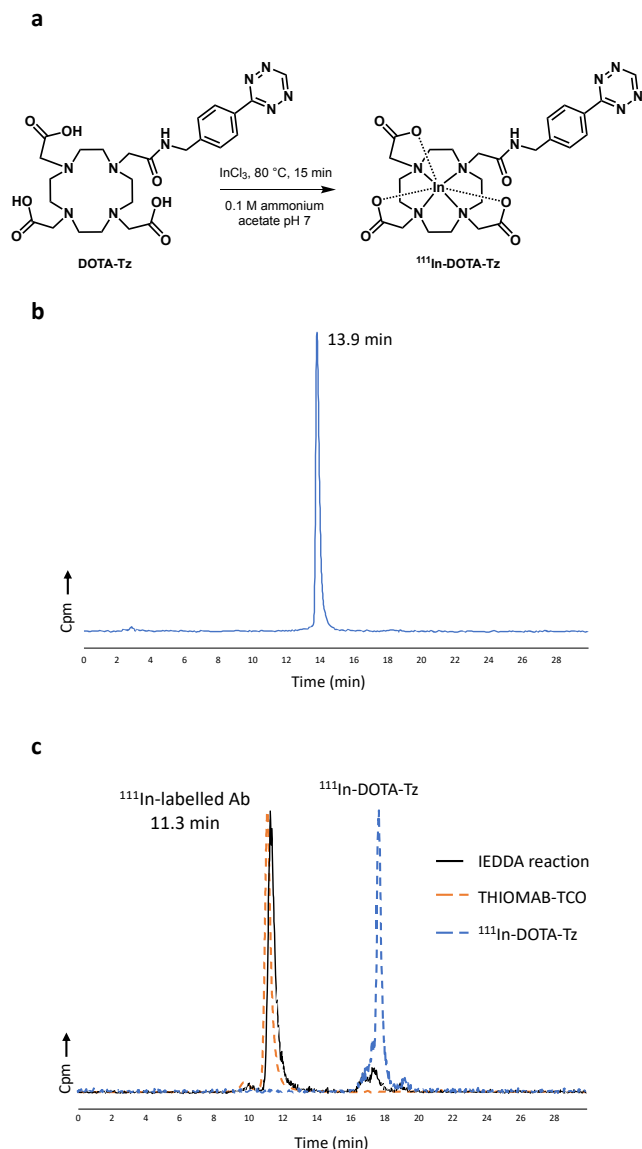 a
N N
N N
O OH
O
NH
N N
N N
HO O
OH O
DOTA-Tz
InCl₃, 80 °C, 15 min
0.1 M ammonium
acetate pH 7
N N
N N
O O
O
NH
N N
In
N N
O O
O O
¹¹¹In-DOTA-Tz
b
13.9 min
Cpm
0 2 4 6 8 10 12 14 16 18 20 22 24 26 28
Time (min)
c
¹¹¹In-labelled Ab
11.3 min
¹¹¹In-DOTA-Tz
IEDDA reaction
THIOMAB-TCO
¹¹¹In-DOTA-Tz
Cpm
0 2 4 6 8 10 12 14 16 18 20 22 24 26 28
Time (min)